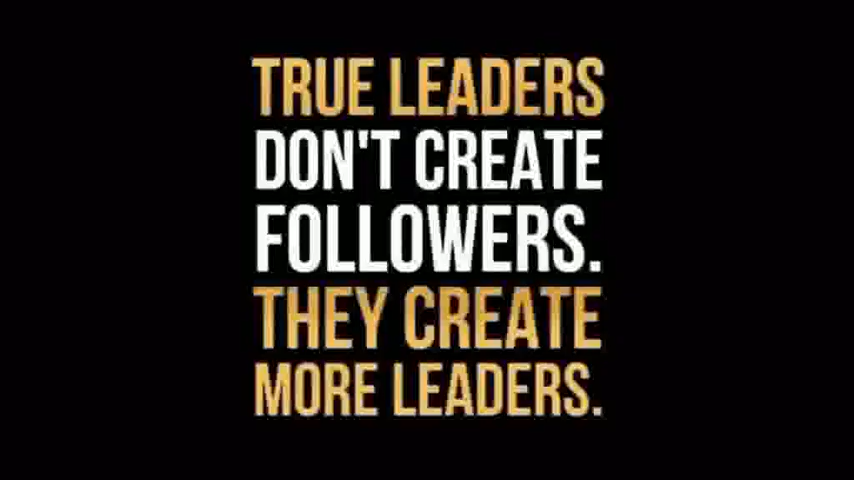 TRUE LEADERS
DON'T CREATE
FOLLOWERS.
THEY CREATE
MORE LEADERS.